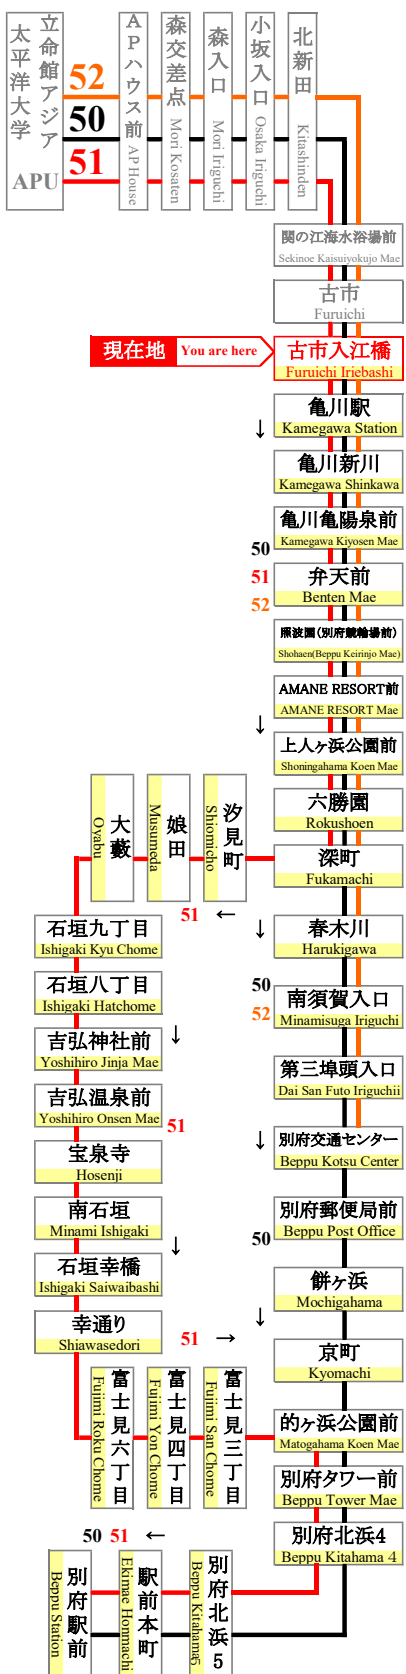 立命館アジア
太平洋大学
APU
52
50
51
APハウス前
AP House
森交差点
Mori Kosaten
森入口
Mori Iriguchi
小坂入口
Osaka Iriguchi
北新田
Kitashinden
関の江海水浴場前
Sekinoe Kaisuiyokujo Mae
古市
Furuichi
現在地
You are here
古市入江橋
Furuichi Iriebashi
亀川駅
Kamegawa Station
↓
亀川新川
Kamegawa Shinkawa
亀川亀陽泉前
Kamegawa Kiyosen Mae
50
51
52
弁天前
Benten Mae
照波園(別府競輪場前)
Shohaen(Beppu Keirinjo Mae)
AMANE RESORT前
AMANE RESORT Mae
↓
上人ヶ浜公園前
Shoningahama Koen Mae
六勝園
Rokushoen
深町
Fukamachi
汐見町
Shiomicho
娘田
Musumeda
大藪
Oyabu
51 ←
石垣九丁目
Ishigaki Kyu Chome
石垣八丁目
Ishigaki Hatchome
吉弘神社前
Yoshihiro Jinja Mae
↓
吉弘温泉前
Yoshihiro Onsen Mae
51
宝泉寺
Hosenji
南石垣
Minami Ishigaki
↓
石垣幸橋
Ishigaki Saiwaibashi
幸通り
Shiawasedori
51 →
富士見六丁目
Fujimi Roku Chome
富士見四丁目
Fujimi Yon Chome
富士見三丁目
Fujimi San Chome
春木川
Harukigawa
↓
50
52
南須賀入口
Minamisuga Iriguchi
第三埠頭入口
Dai San Futo Iriguchii
↓
別府交通センター
Beppu Kotsu Center
別府郵便局前
Beppu Post Office
50
餅ヶ浜
Mochigahama
↓
京町
Kyomachi
的ヶ浜公園前
Matogahama Koen Mae
別府タワー前
Beppu Tower Mae
別府北浜4
Beppu Kitahama 4
50 51 ←
別府北浜5
Beppu Kitahama5
駅前本町
Ekimae Honmachi
別府駅前
Beppu Station